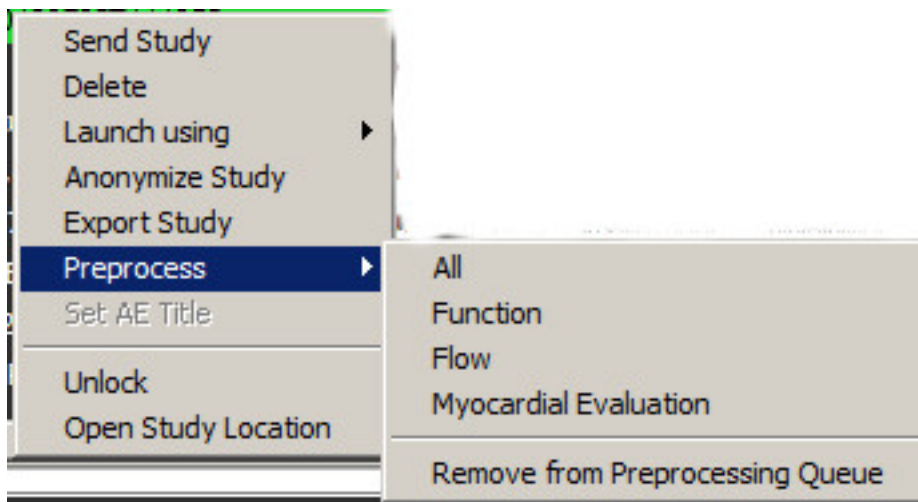 Send Study
Delete
Launch using
Anonymize Study
Export Study
Preprocess
Set AE Title
Unlock
Open Study Location
All
Function
Flow
Myocardial Evaluation
Remove from Preprocessing Queue